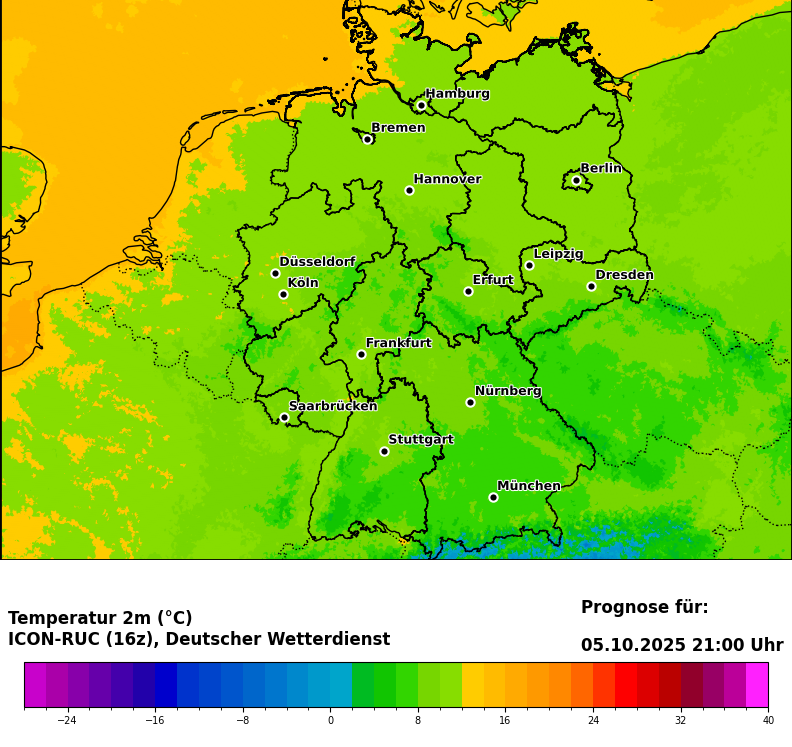 Hamburg
Bremen
Berlin
Hannover
Leipzig
Düsseldorf
Dresden
Köln
Erfurt
Frankfurt
Nürnberg
Saarbrücken
Stuttgart
München
Prognose für:
Temperatur 2m (°C)
ICON-RUC (16z), Deutscher Wetterdienst
05.10.2025 21:00 Uhr
−24 −16 −8 0 8 16 24 32 40